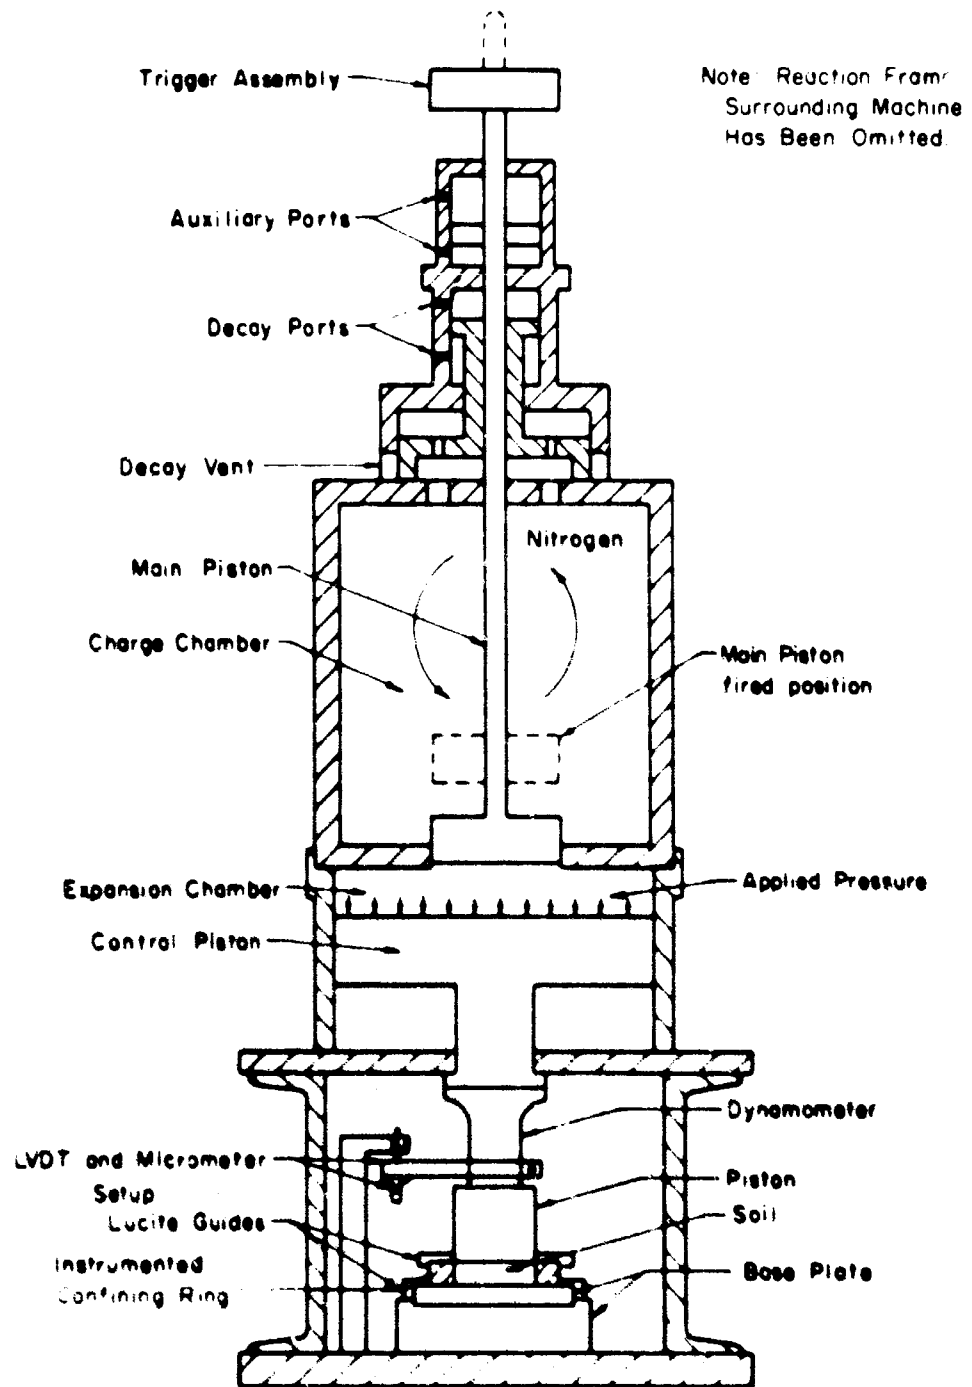 Trigger Assembly
Note: Reaction Frame
Surrounding Machine
Has Been Omitted.
Auxiliary Ports
Decay Ports
Decay Vent
Nitrogen
Main Piston
Charge Chamber
Main Piston
fired position
Expansion Chamber
Applied Pressure
Control Piston
Dynamometer
LVDT and Micrometer
Setup
Piston
Lucite Guides
Soil
Instrumented
Confining Ring
Base Plate